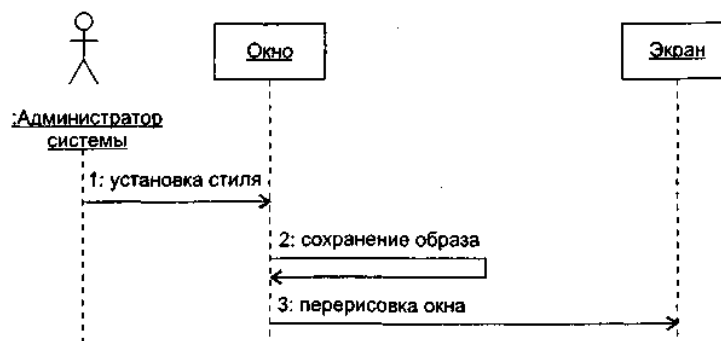 Окно
Экран
:Администратор
системы
1: установка стиля
2: сохранение образа
3: перерисовка окна